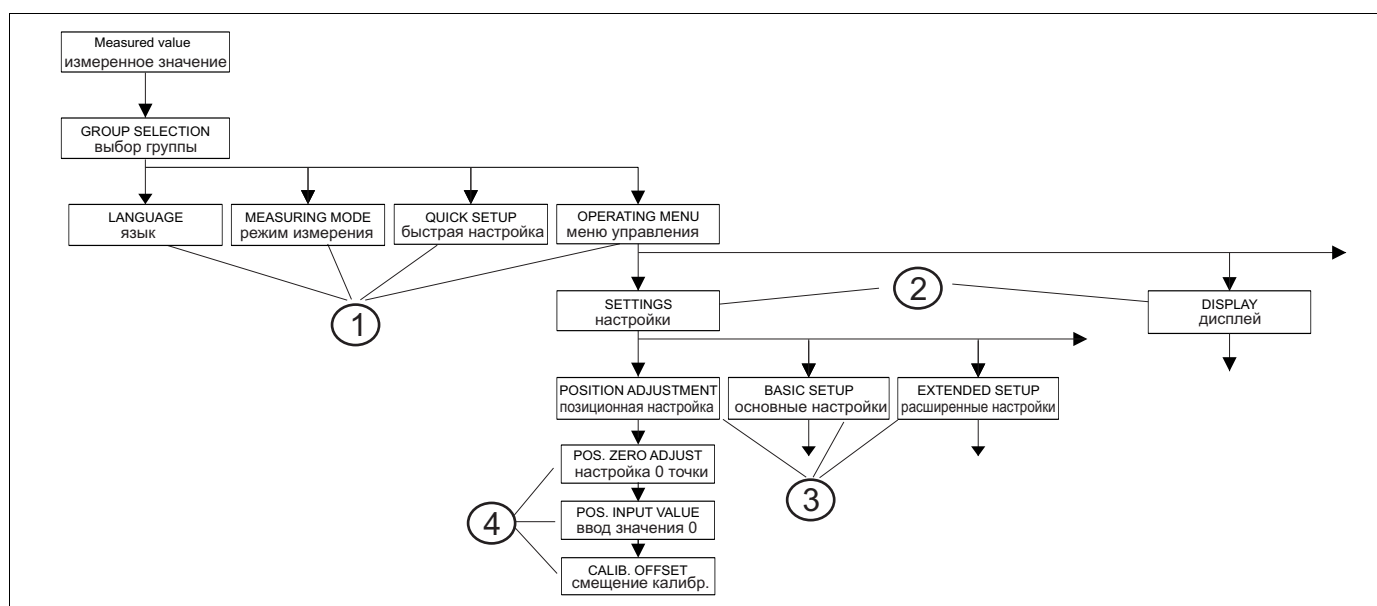 Measured value
измеренное значение
GROUP SELECTION
выбор группы
LANGUAGE
язык
MEASURING MODE
режим измерения
QUICK SETUP
быстрая настройка
OPERATING MENU
меню управления
1
2
SETTINGS
настройки
DISPLAY
дисплей
POSITION ADJUSTMENT
позиционная настройка
BASIC SETUP
основные настройки
EXTENDED SETUP
расширенные настройки
3
4
POS. ZERO ADJUST
настройка 0 точки
POS. INPUT VALUE
ввод значения 0
CALIB. OFFSET
смещение калибр.